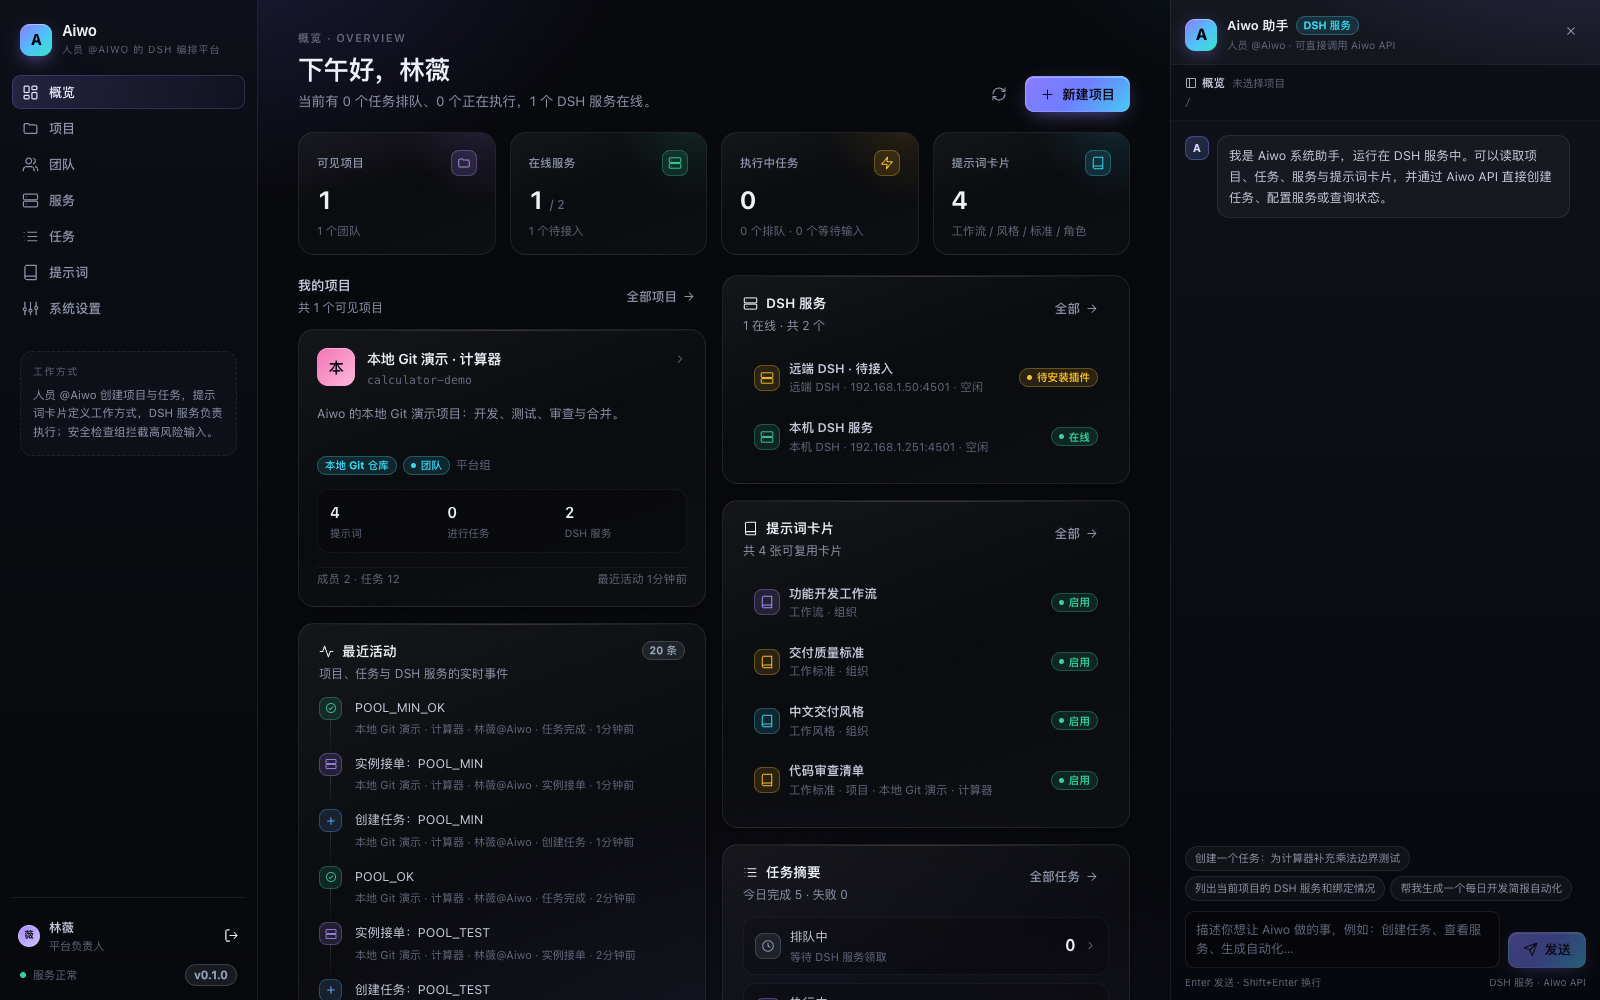 A
Aiwo
人员 @AIWO 的 DSH 编排平台
概览
项目
团队
服务
任务
提示词
系统设置
工作方式
人员 @Aiwo 创建项目与任务，提示
词卡片定义工作方式，DSH 服务负责
执行；安全检查组拦截高风险输入。
薇
林薇
平台负责人
服务正常
v0.1.0
概览 · OVERVIEW
下午好，林薇
当前有 0 个任务排队、0 个正在执行，1 个 DSH 服务在线。
新建项目
可见项目
1
1 个团队
在线服务
1 / 2
1 个待接入
执行中任务
0
0 个排队 · 0 个等待输入
提示词卡片
4
工作流 / 风格 / 标准 / 角色
我的项目
共 1 个可见项目
全部项目 →
本
本地 Git 演示 · 计算器
calculator-demo
Aiwo 的本地 Git 演示项目：开发、测试、审查与合并。
本地 Git 仓库
团队
平台组
4
提示词
0
进行任务
2
DSH 服务
成员 2 · 任务 12
最近活动 1分钟前
最近活动
20 条
项目、任务与 DSH 服务的实时事件
POOL_MIN_OK
本地 Git 演示 · 计算器 · 林薇@Aiwo · 任务完成 · 1分钟前
实例接单：POOL_MIN
本地 Git 演示 · 计算器 · 林薇@Aiwo · 实例接单 · 1分钟前
创建任务：POOL_MIN
本地 Git 演示 · 计算器 · 林薇@Aiwo · 创建任务 · 1分钟前
POOL_OK
本地 Git 演示 · 计算器 · 林薇@Aiwo · 任务完成 · 2分钟前
实例接单：POOL_TEST
本地 Git 演示 · 计算器 · 林薇@Aiwo · 实例接单 · 2分钟前
创建任务：POOL_TEST
DSH 服务
1 在线 · 共 2 个
全部 →
远端 DSH · 待接入
远端 DSH · 192.168.1.50:4501 · 空闲
待安装插件
本机 DSH 服务
本机 DSH · 192.168.1.251:4501 · 空闲
在线
提示词卡片
共 4 张可复用卡片
全部 →
功能开发工作流
工作流 · 组织
启用
交付质量标准
工作标准 · 组织
启用
中文交付风格
工作风格 · 组织
启用
代码审查清单
工作标准 · 项目 · 本地 Git 演示 · 计算器
启用
任务摘要
今日完成 5 · 失败 0
全部任务 →
排队中
等待 DSH 服务领取
0
执行中
A
Aiwo 助手
DSH 服务
人员 @Aiwo · 可直接调用 Aiwo API
概览 未选择项目
/
A
我是 Aiwo 系统助手，运行在 DSH 服务中。可以读取项
目、任务、服务与提示词卡片，并通过 Aiwo API 直接创建
任务、配置服务或查询状态。
创建一个任务：为计算器补充乘法边界测试
列出当前项目的 DSH 服务和绑定情况
帮我生成一个每日开发简报自动化
描述你想让 Aiwo 做的事，例如：创建任务、查看服
务、生成自动化…
发送
Enter 发送 · Shift+Enter 换行
DSH 服务 · Aiwo API